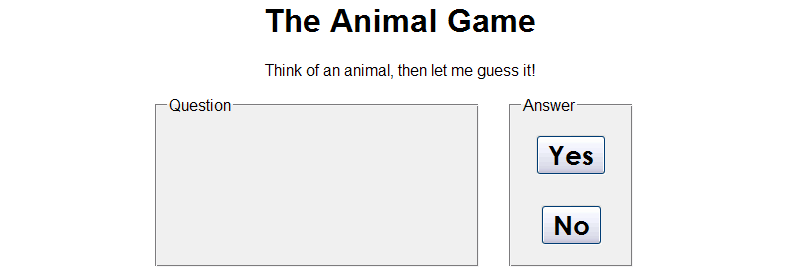 The Animal Game
Think of an animal, then let me guess it!
Question
Answer
Yes
No